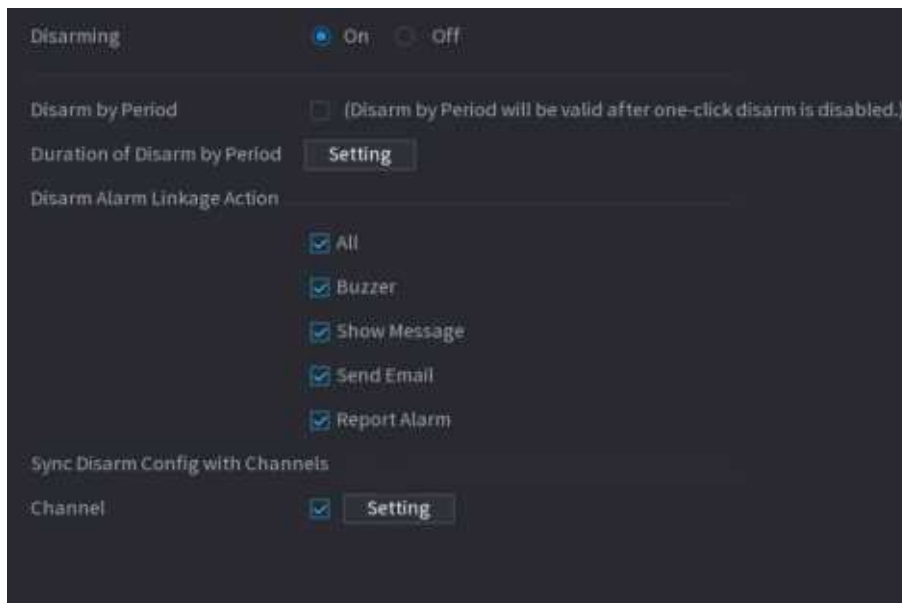 Disarming On Off
Disarm by Period (Disarm by Period will be valid after one-click disarm is disabled.)
Duration of Disarm by Period Setting
Disarm Alarm Linkage Action
All
Buzzer
Show Message
Send Email
Report Alarm
Sync Disarm Config with Channels
Channel Setting